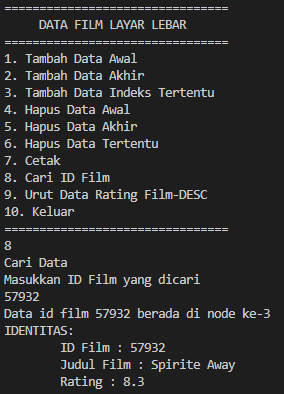 ================================
DATA FILM LAYAR LEBAR
================================
1. Tambah Data Awal
2. Tambah Data Akhir
3. Tambah Data Indeks Tertentu
4. Hapus Data Awal
5. Hapus Data Akhir
6. Hapus Data Tertentu
7. Cetak
8. Cari ID Film
9. Urut Data Rating Film-DESC
10. Keluar
================================
8
Cari Data
Masukkan ID Film yang dicari
57932
Data id film 57932 berada di node ke-3
IDENTITAS:
ID Film : 57932
Judul Film : Spirite Away
Rating : 8.3